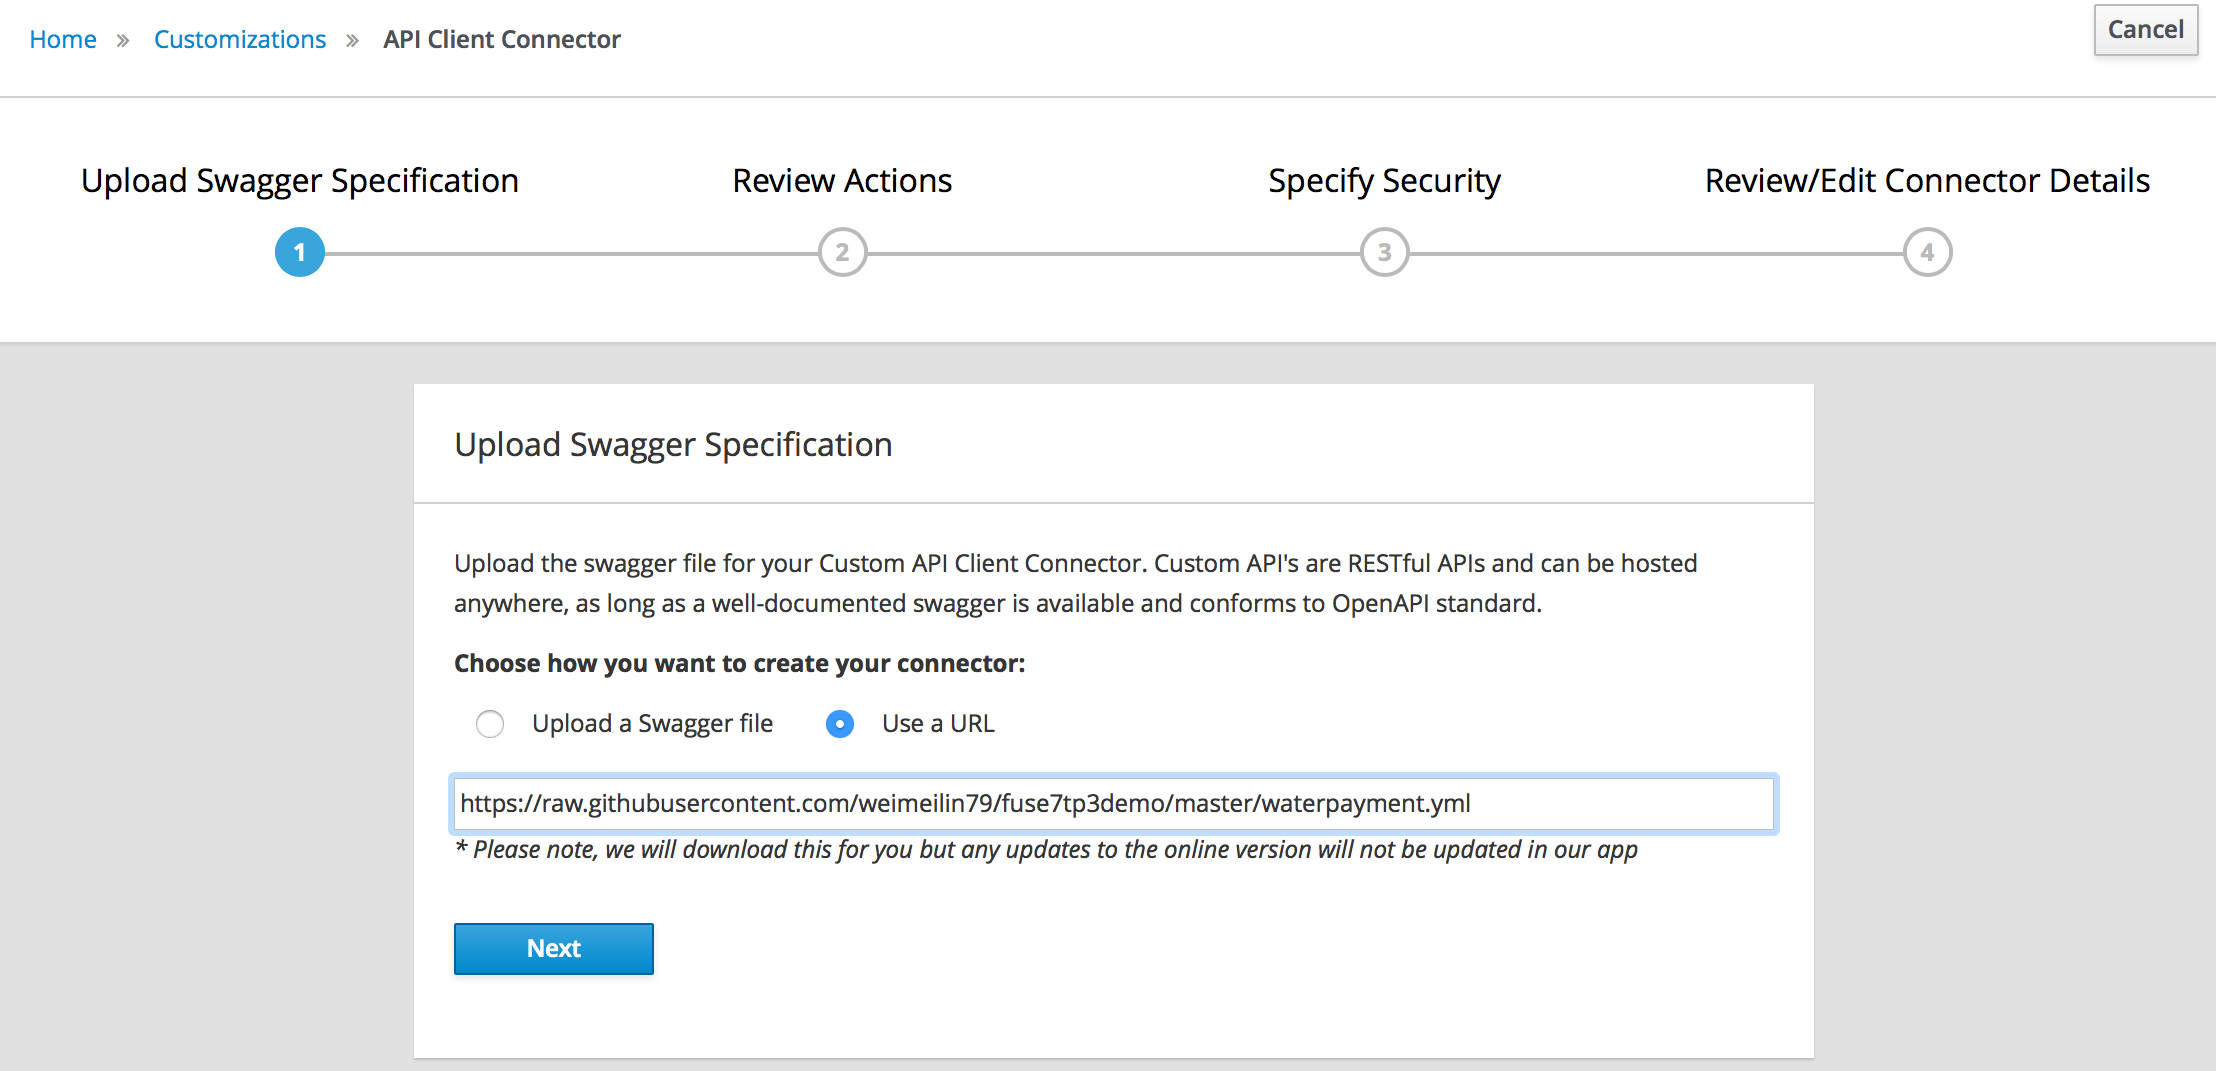 Home » Customizations » API Client Connector
Cancel
Upload Swagger Specification
Review Actions
Specify Security
Review/Edit Connector Details
1
2
3
4
Upload Swagger Specification
Upload the swagger file for your Custom API Client Connector. Custom API's are RESTful APIs and can be hosted
anywhere, as long as a well-documented swagger is available and conforms to OpenAPI standard.
Choose how you want to create your connector:
Upload a Swagger file
Use a URL
https://raw.githubusercontent.com/weimeilin79/fuse7tp3demo/master/waterpayment.yml
* Please note, we will download this for you but any updates to the online version will not be updated in our app
Next